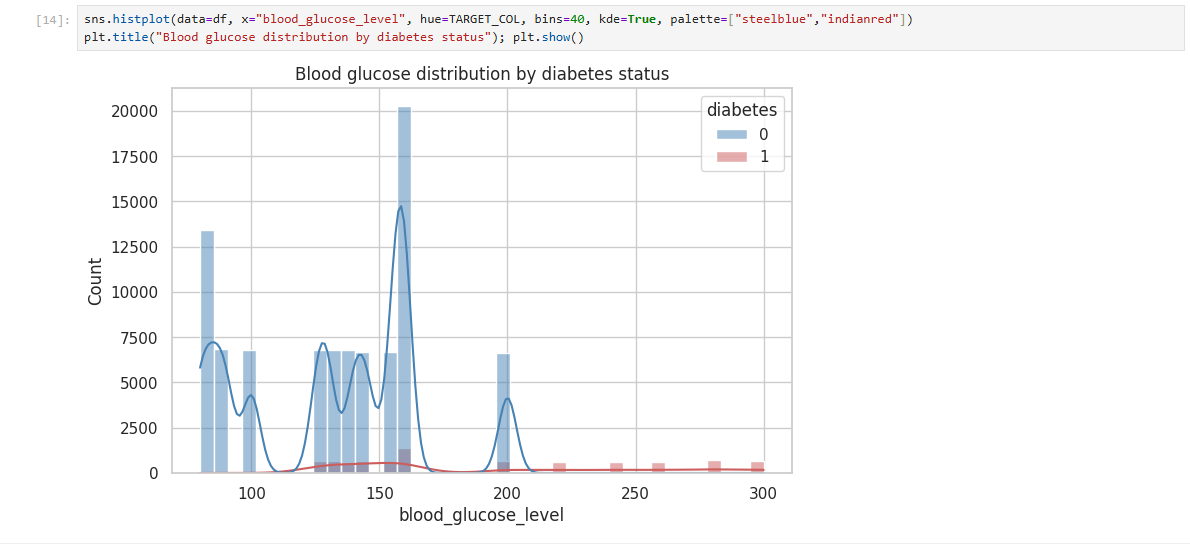 [14]: sns.histplot(data=df, x="blood_glucose_level", hue=TARGET_COL, bins=40, kde=True, palette=["steelblue","indianred"])
plt.title("Blood glucose distribution by diabetes status"); plt.show()
Blood glucose distribution by diabetes status
diabetes
0
1
20000
17500
15000
12500
10000
7500
5000
2500
0
Count
100 150 200 250 300
blood_glucose_level